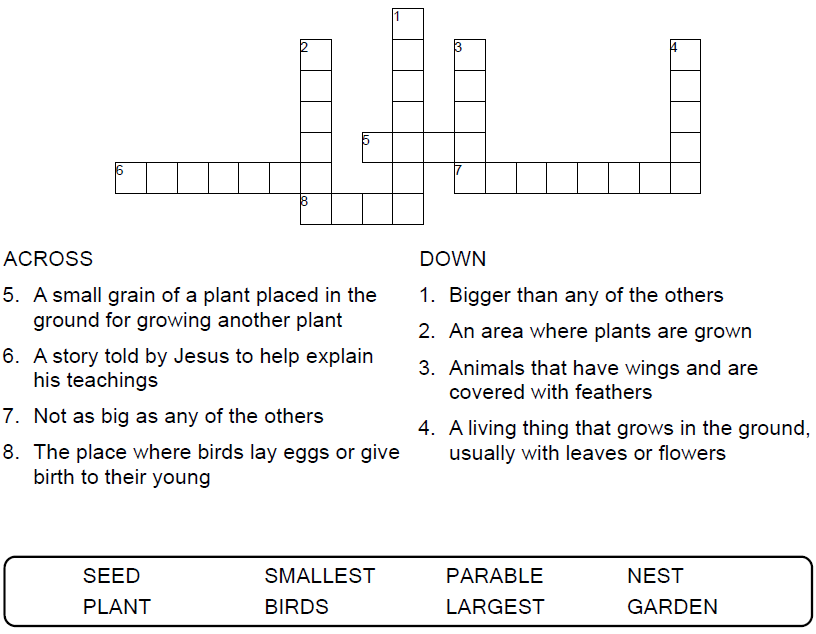 1
2
3
4
5
6
7
8
ACROSS
5. A small grain of a plant placed in the
ground for growing another plant
6. A story told by Jesus to help explain
his teachings
7. Not as big as any of the others
8. The place where birds lay eggs or give
birth to their young
DOWN
1. Bigger than any of the others
2. An area where plants are grown
3. Animals that have wings and are
covered with feathers
4. A living thing that grows in the ground,
usually with leaves or flowers
SEED SMALLEST PARABLE NEST
PLANT BIRDS LARGEST GARDEN